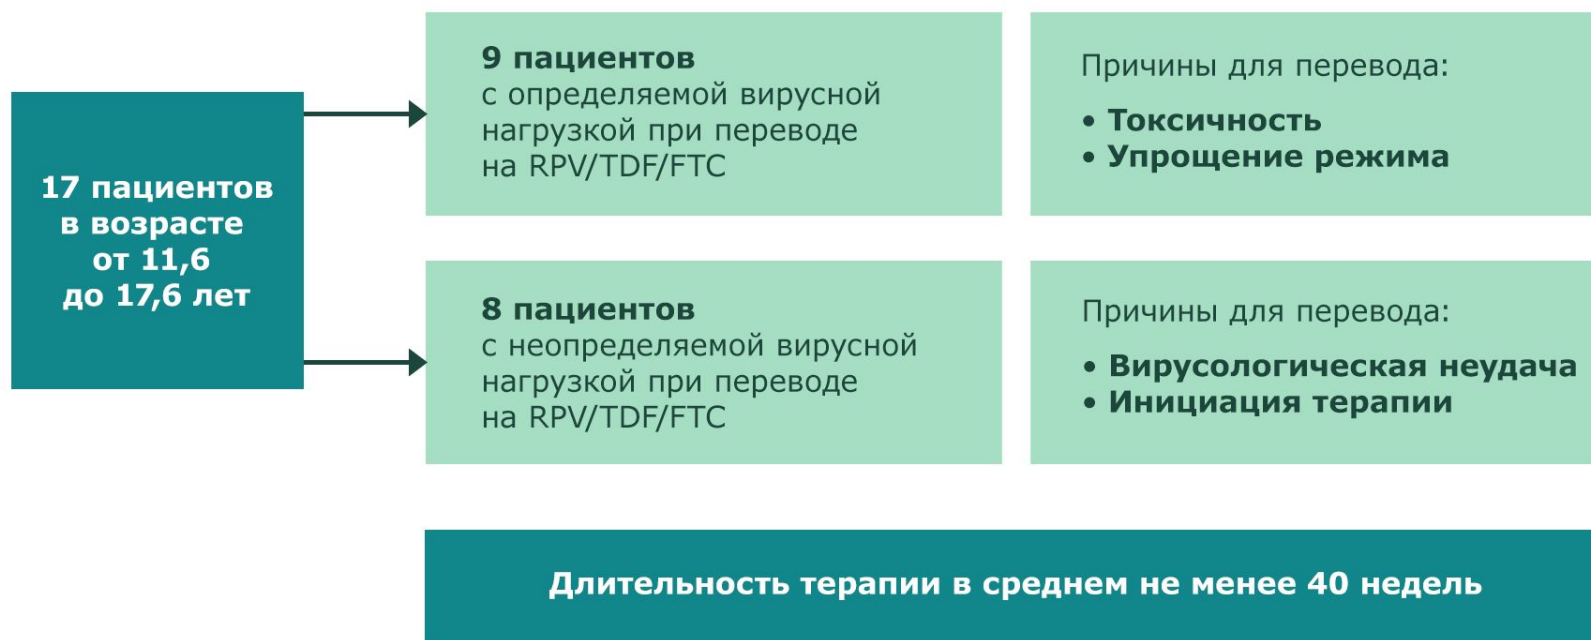 17 пациентов
в возрасте
от 11,6
до 17,6 лет
9 пациентов
с определяемой вирусной
нагрузкой при переводе
на RPV/TDF/FTC
Причины для перевода:
• Токсичность
• Упрощение режима
8 пациентов
с неопределяемой вирусной
нагрузкой при переводе
на RPV/TDF/FTC
Причины для перевода:
• Вирусологическая неудача
• Инициация терапии
Длительность терапии в среднем не менее 40 недель